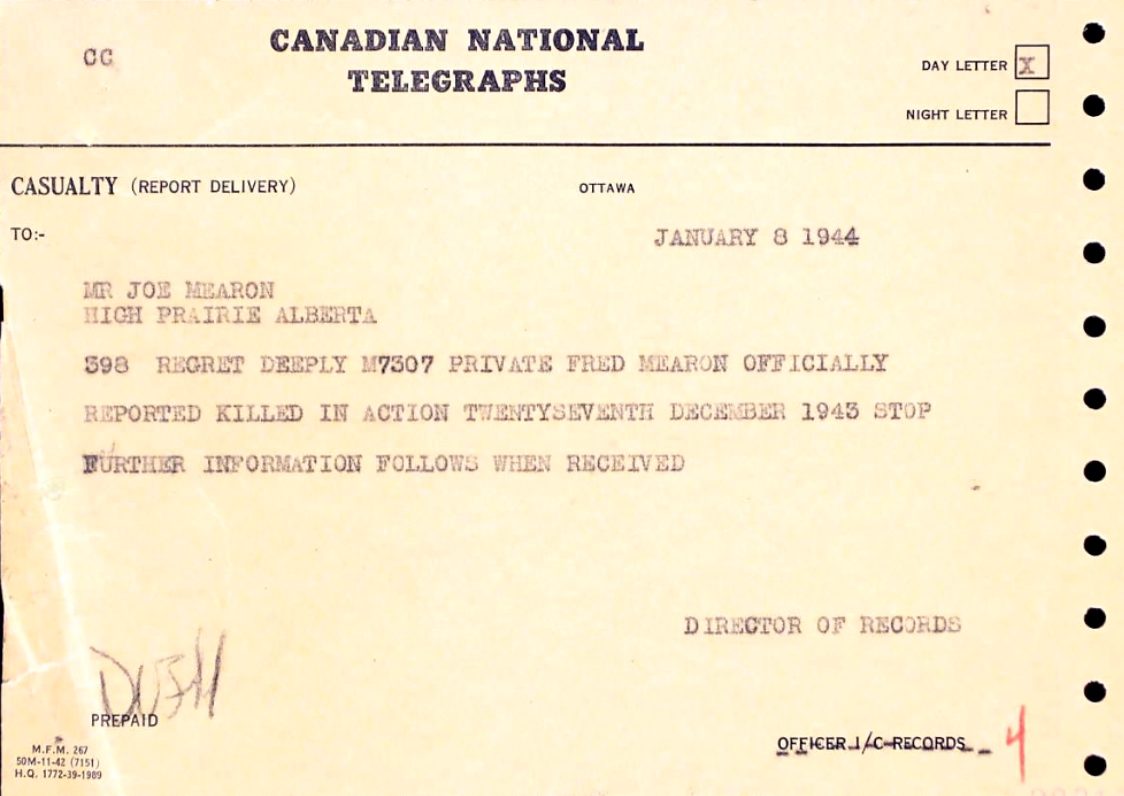 CC
CANADIAN NATIONAL
TELEGRAPHS
DAY LETTER X
NIGHT LETTER
CASUALTY (REPORT DELIVERY) OTTAWA
TO:-
JANUARY 8 1944
MR JOE MEARON
HIGH PRAIRIE ALBERTA
398 REGRET DEEPLY M7307 PRIVATE FRED MEARON OFFICIALLY
REPORTED KILLED IN ACTION TWENTYSEVENTH DECEMBER 1943 STOP
FURTHER INFORMATION FOLLOWS WHEN RECEIVED
DIRECTOR OF RECORDS
PREPAID
OFFICER I/C RECORDS 4
M.F.M. 267
50M-11-42 (7151)
H.Q. 1772-39-1989